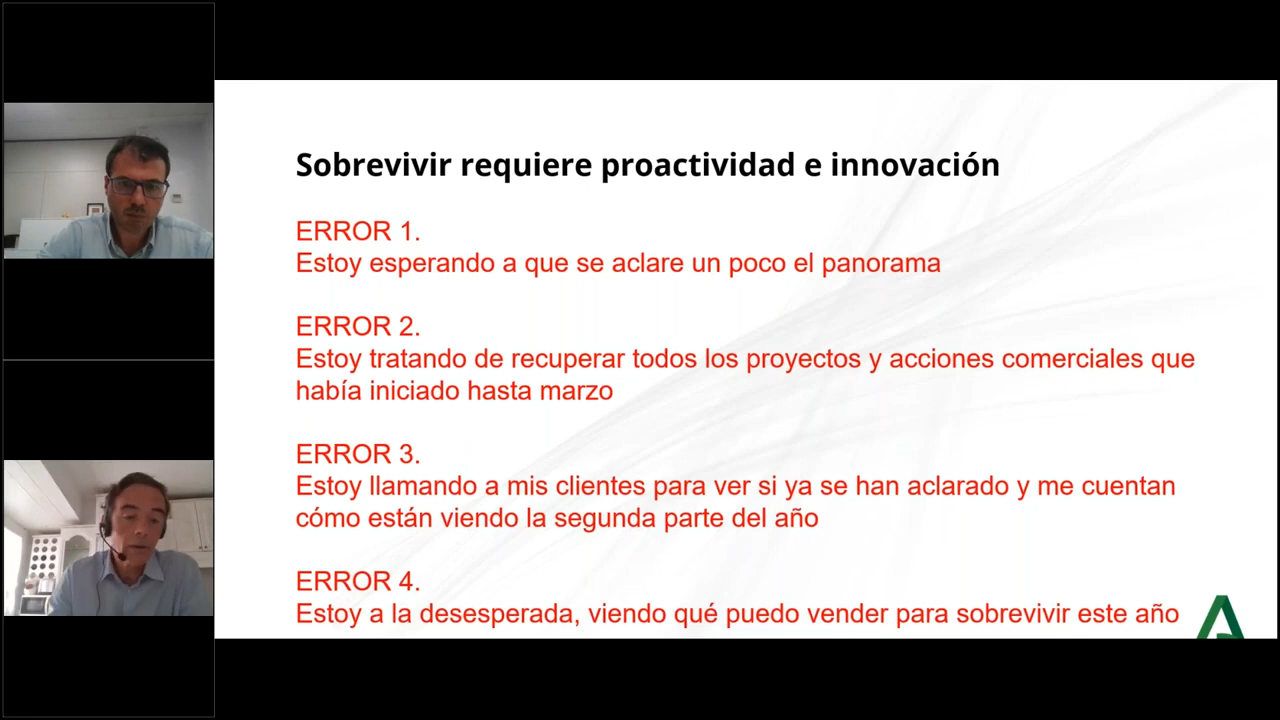 Sobrevivir requiere proactividad e innovación
ERROR 1.
Estoy esperando a que se aclare un poco el panorama
ERROR 2.
Estoy tratando de recuperar todos los proyectos y acciones comerciales que
había iniciado hasta marzo
ERROR 3.
Estoy llamando a mis clientes para ver si ya se han aclarado y me cuentan
cómo están viendo la segunda parte del año
ERROR 4.
Estoy a la desesperada, viendo qué puedo vender para sobrevivir este año